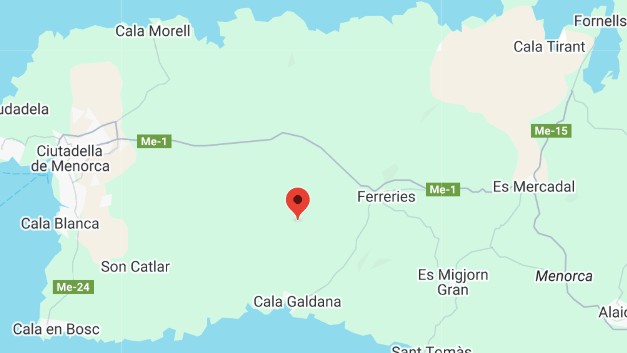 Fornells
Cala Morell
Cala Tirant
udadela
Me-1
Me-15
Ciutadella
de Menorca
Es Mercadal
Me-1
Ferreries
Cala Blanca
Son Catlar
Es Migjorn
Gran
Menorca
Me-24
Cala Galdana
Alaio
Cala en Bosc
Sant Tomàs